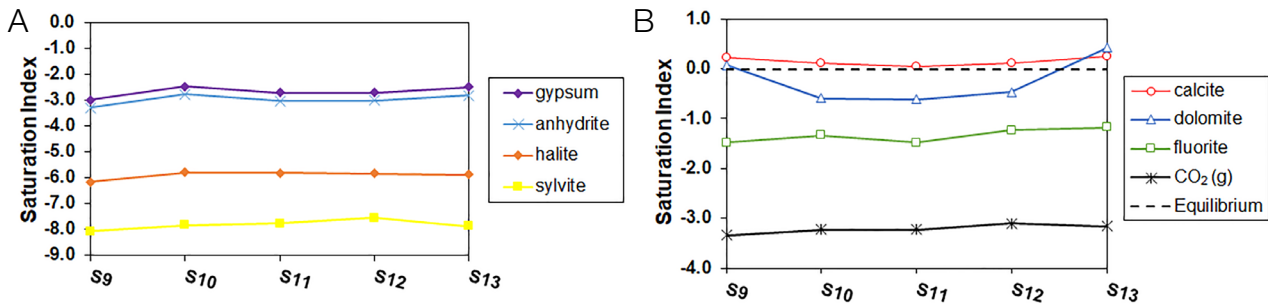 A
0.0
-1.0
-2.0
-3.0
-4.0
-5.0
-6.0
-7.0
-8.0
-9.0
Saturation Index
S9
S10
S11
S12
S13
gypsum
anhydrite
halite
sylvite
B
1.0
0.0
-1.0
-2.0
-3.0
-4.0
Saturation Index
S9
S10
S11
S12
S13
calcite
dolomite
fluorite
CO₂ (g)
Equilibrium